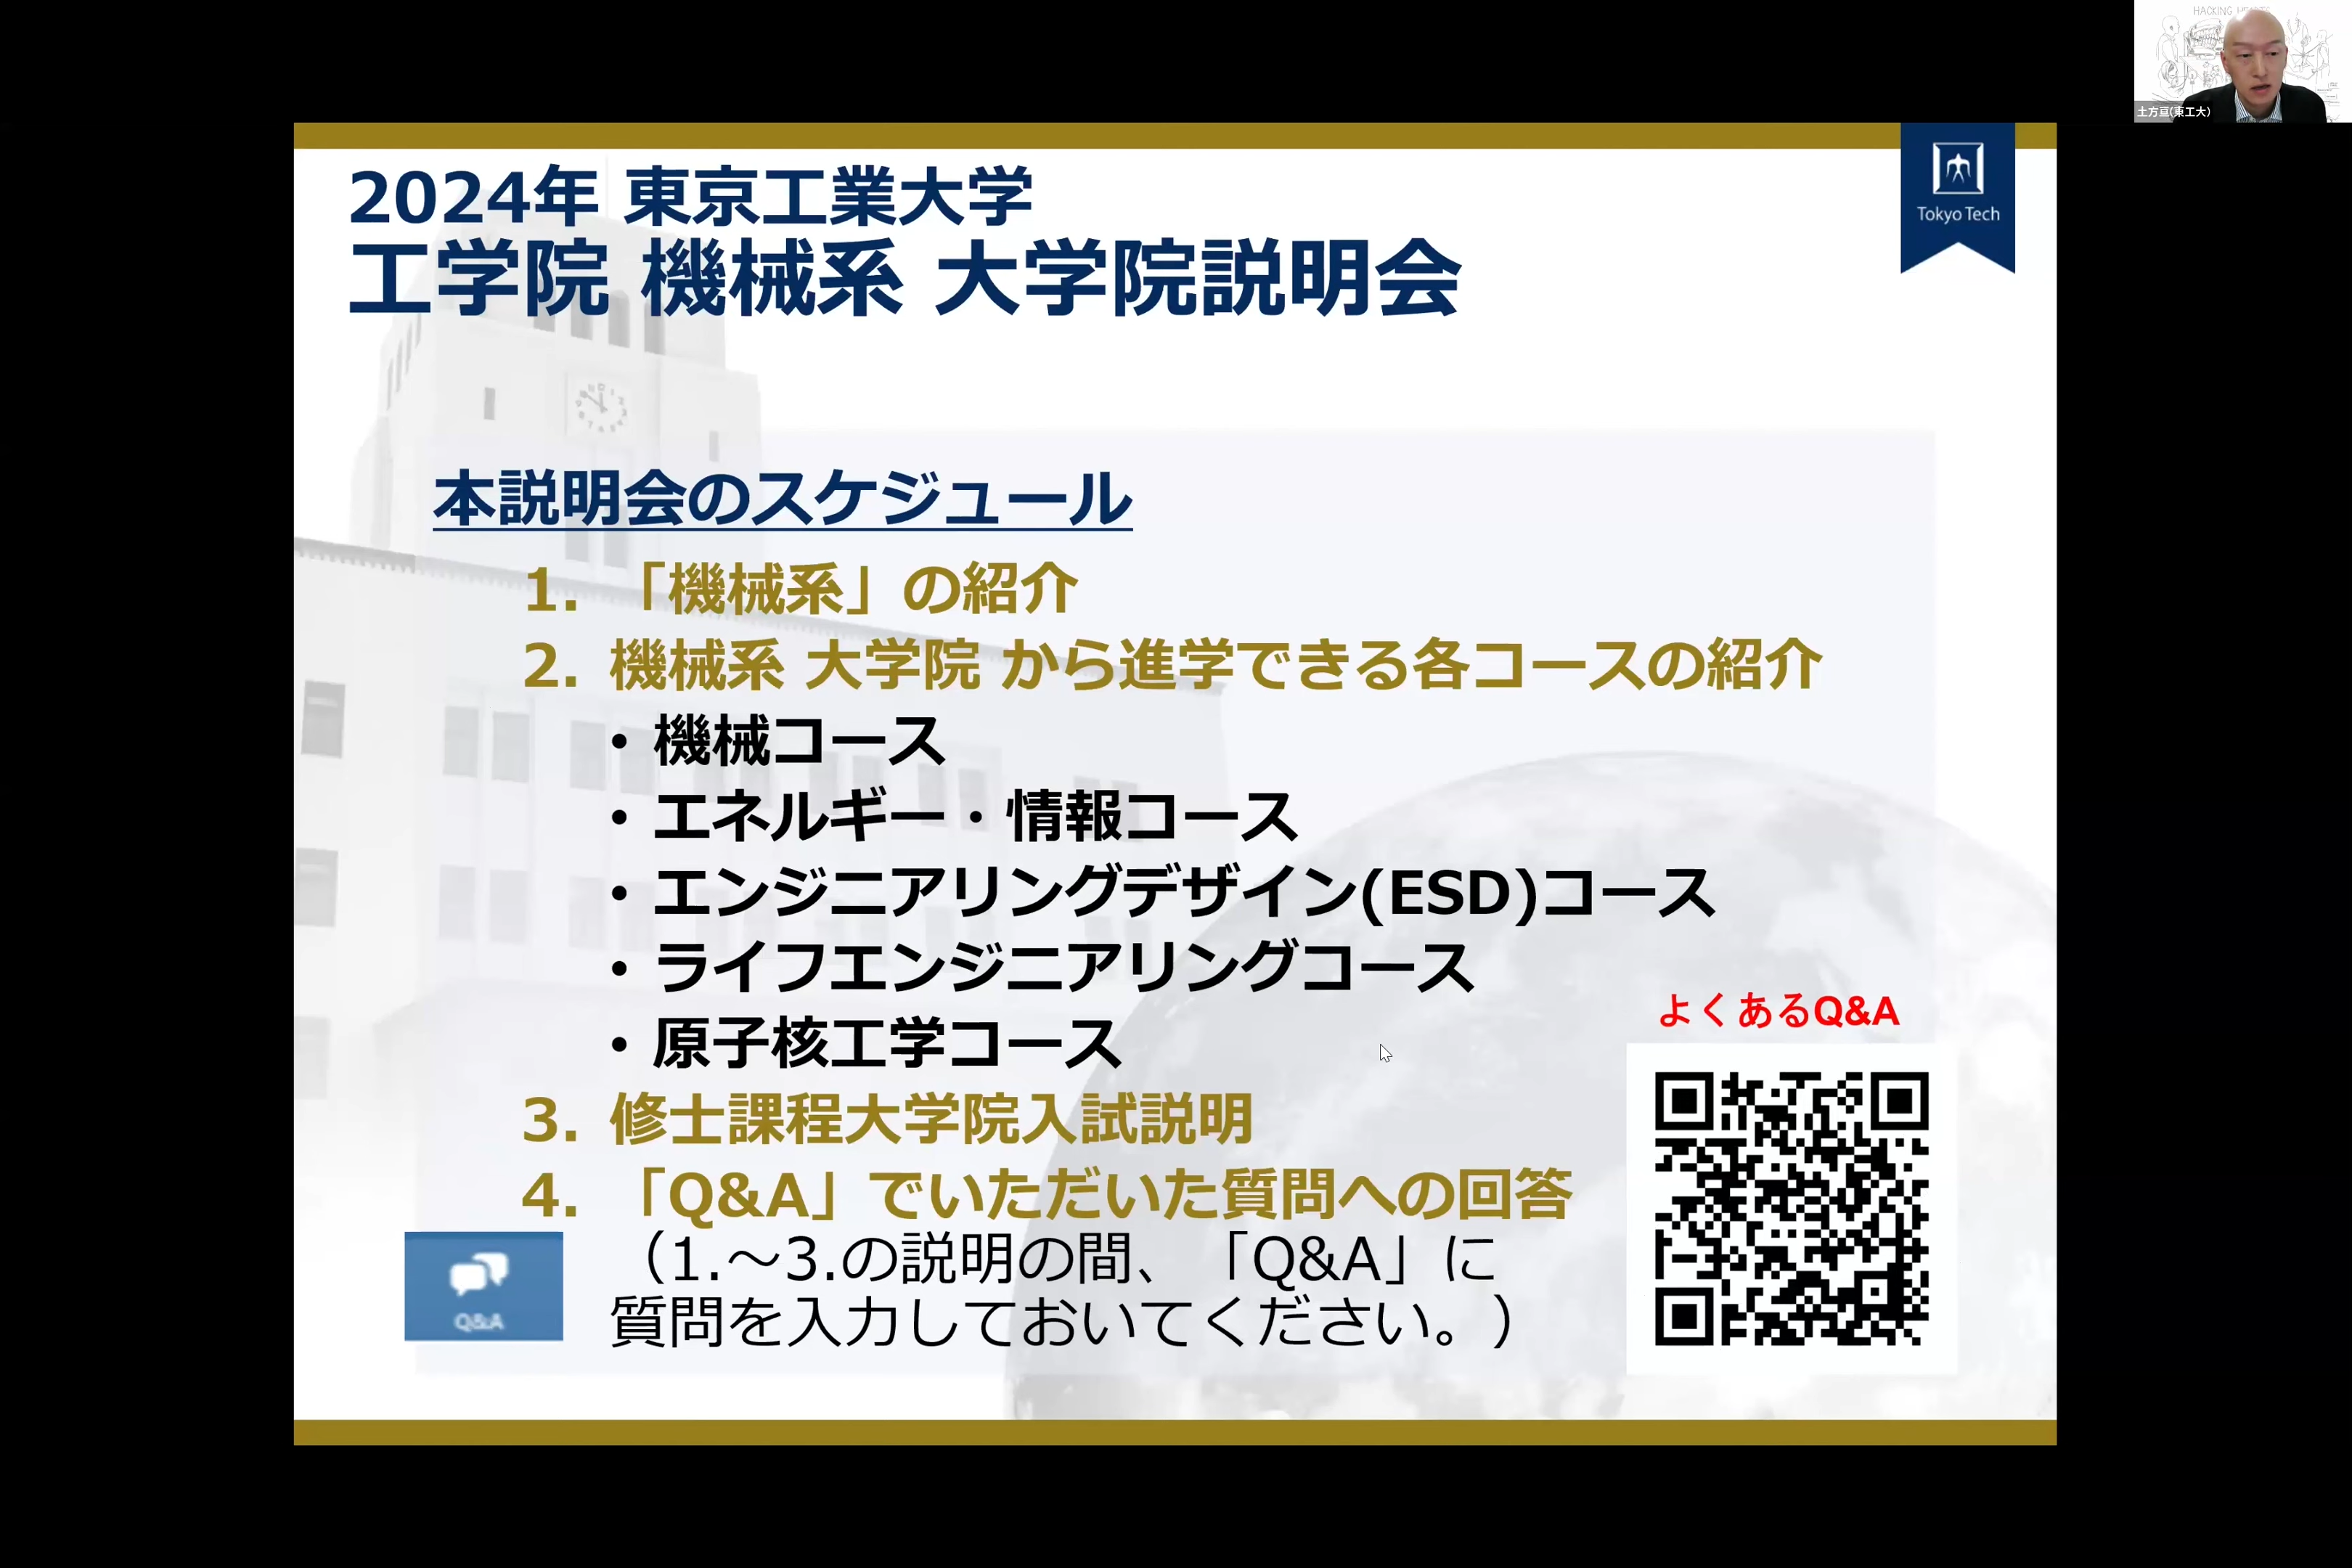 HACKING HEARTS
土方亘(東工大)
2024年 東京工業大学
工学院 機械系 大学院説明会
Tokyo Tech
本説明会のスケジュール
1. 「機械系」の紹介
2. 機械系 大学院 から進学できる各コースの紹介
• 機械コース
• エネルギー・情報コース
• エンジニアリングデザイン(ESD)コース
• ライフエンジニアリングコース
• 原子核工学コース
よくあるQ&A
3. 修士課程大学院入試説明
4. 「Q&A」でいただいた質問への回答
（1.～3.の説明の間、「Q&A」に
質問を入力しておいてください。）
Q&A